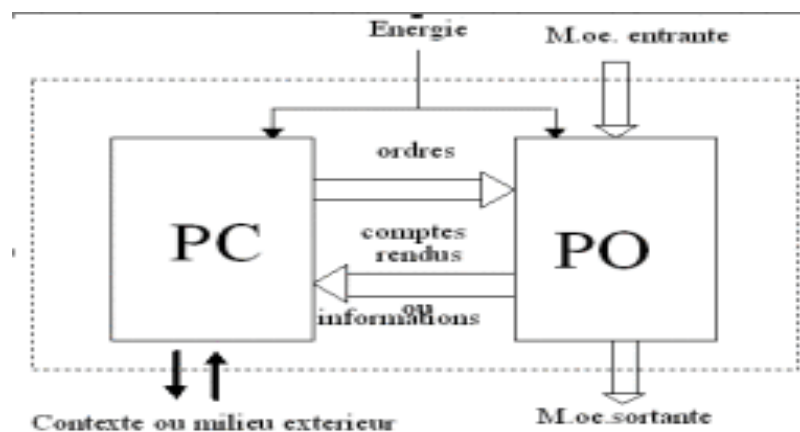 Energie
M.oe. entrante
ordres
PC
PO
comptes
rendus
ou
informations
Contexte ou milieu exterieur
M.oe.sortante